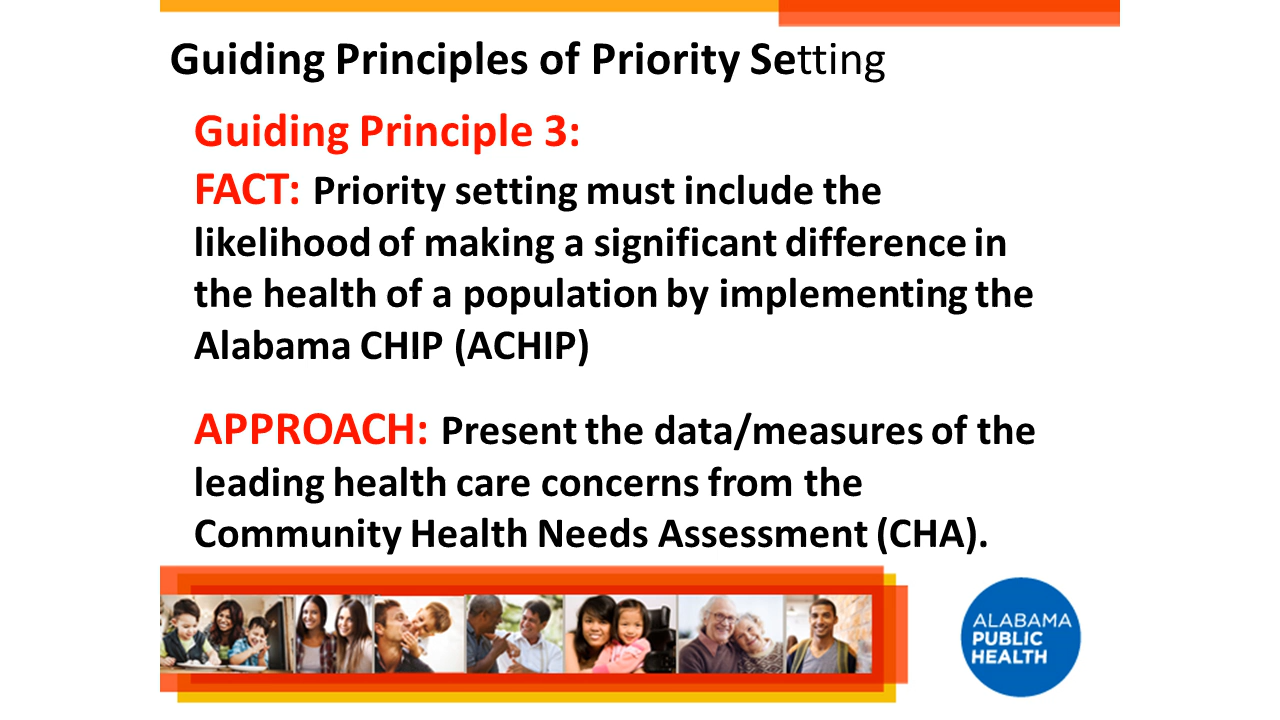 Guiding Principles of Priority Setting
Guiding Principle 3:
FACT: Priority setting must include the
likelihood of making a significant difference in
the health of a population by implementing the
Alabama CHIP (ACHIP)
APPROACH: Present the data/measures of the
leading health care concerns from the
Community Health Needs Assessment (CHA).
ALABAMA
PUBLIC
HEALTH